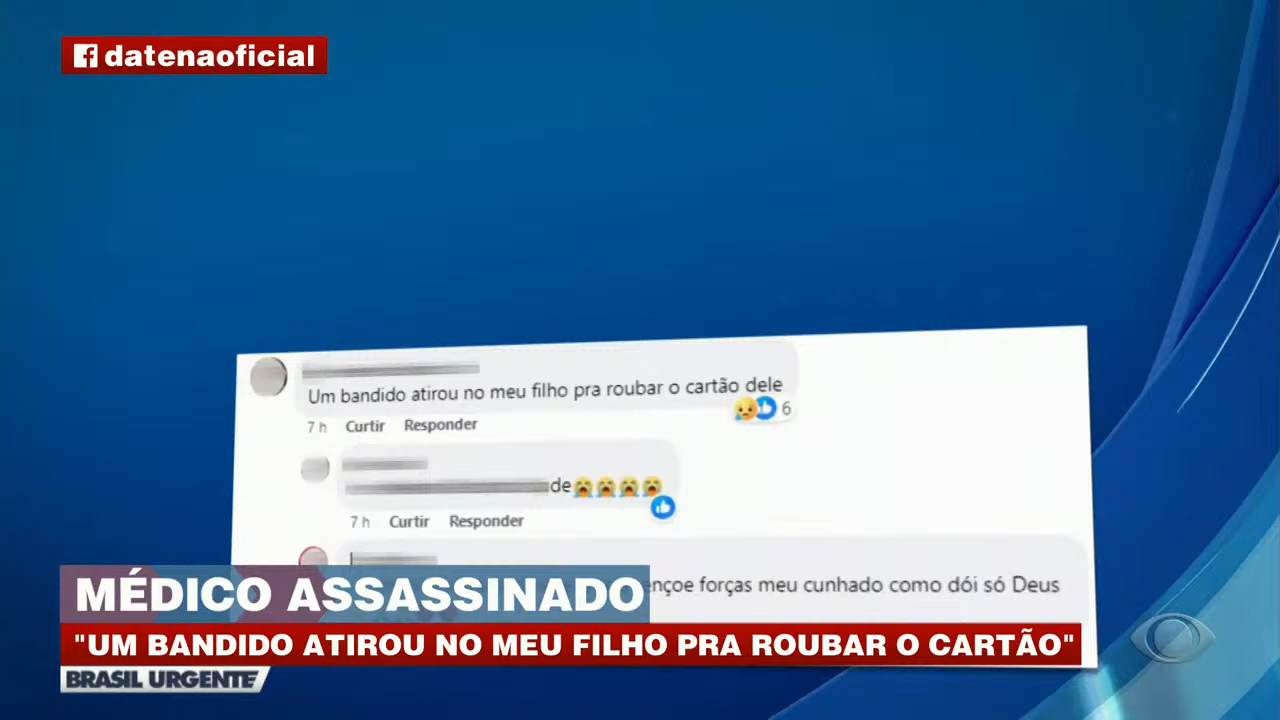 datenaoficial
Um bandido atirou no meu filho pra roubar o cartão dele
6
7 h Curtir Responder
de😭😭😭😭
7 h Curtir Responder
forças meu cunhado como dói só Deus
MÉDICO ASSASSINADO
"UM BANDIDO ATIROU NO MEU FILHO PRA ROUBAR O CARTÃO"
BRASIL URGENTE